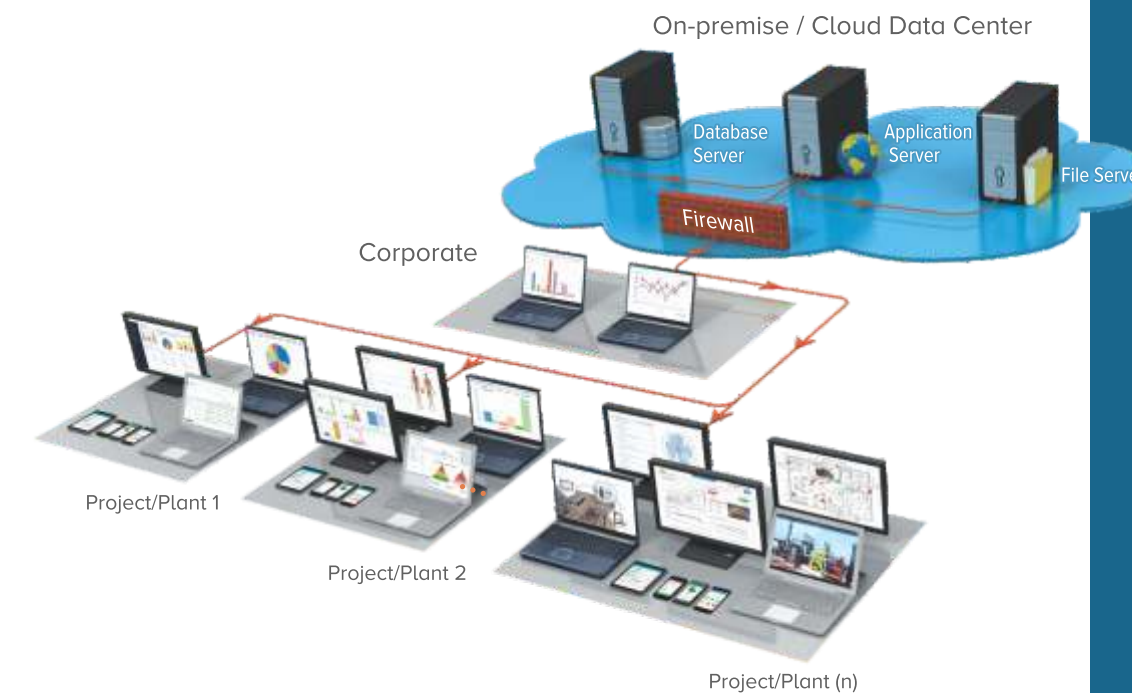 On-premise / Cloud Data Center
Database
Server
Application
Server
File Serve
Firewall
Corporate
Project/Plant 1
Project/Plant 2
Project/Plant (n)